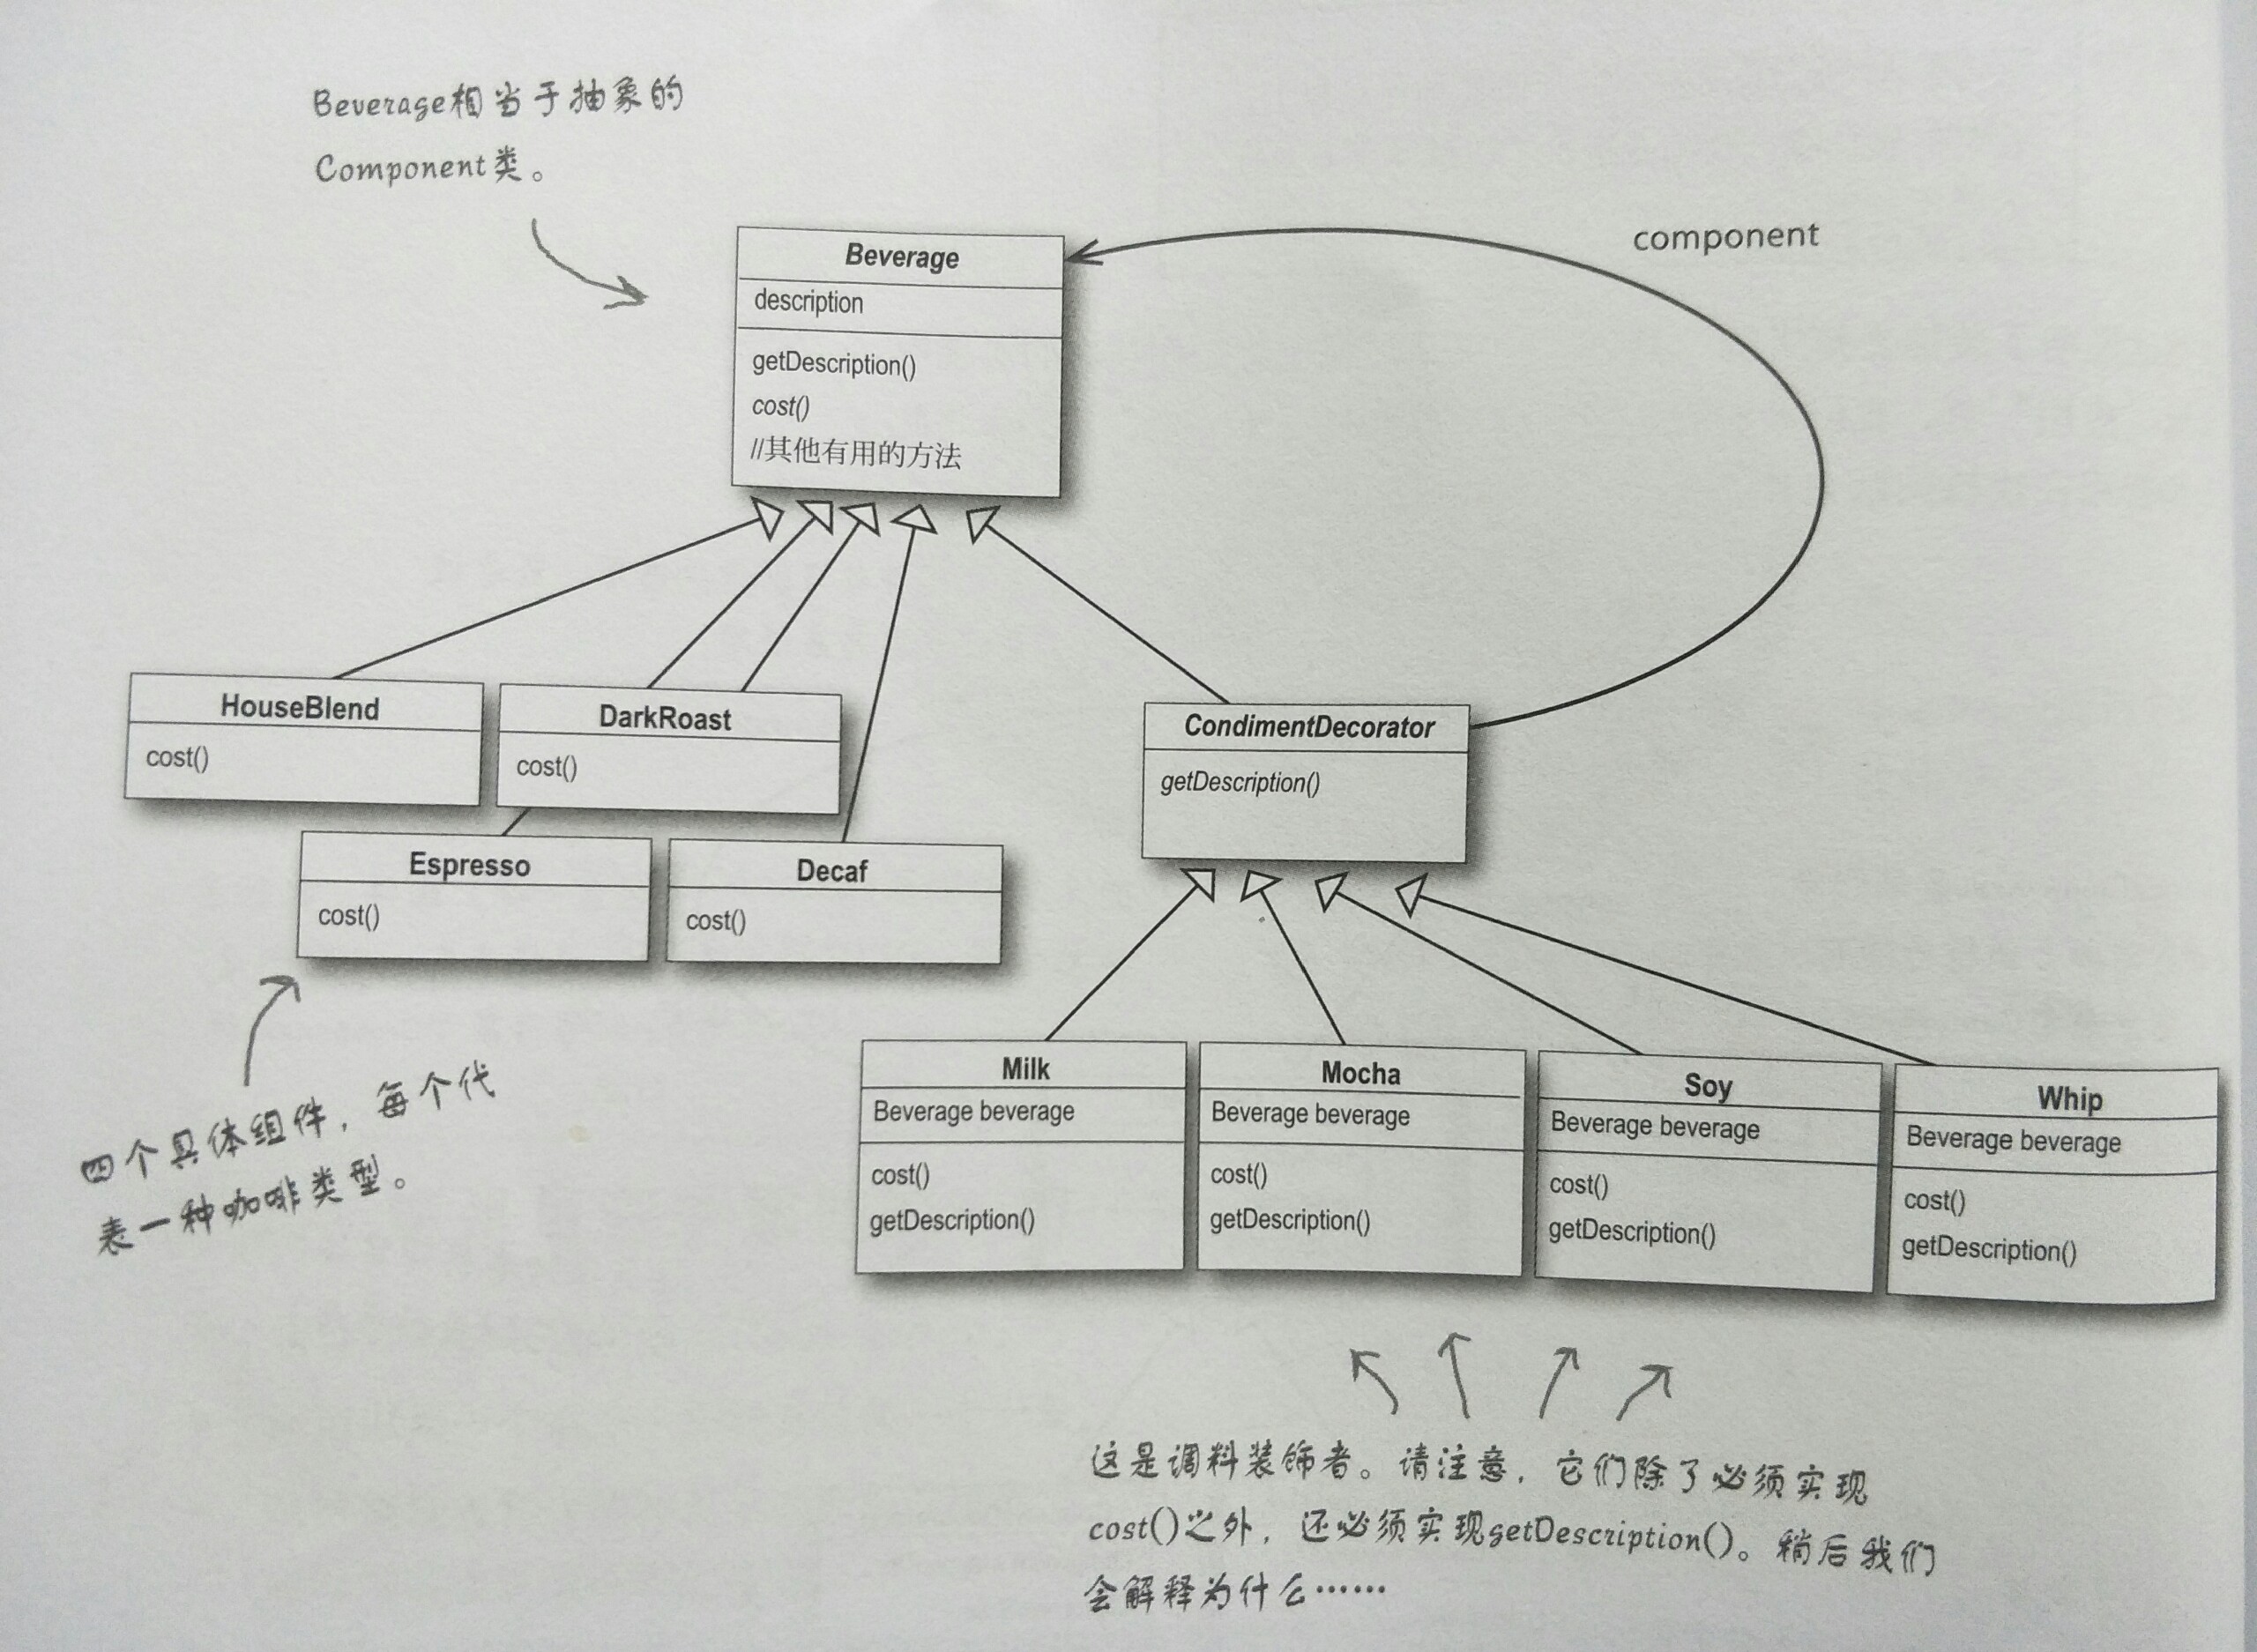 Beverage相当于抽象的
Component类。
component
Beverage
description
getDescription()
cost()
//其他有用的方法
HouseBlend
cost()
DarkRoast
cost()
CondimentDecorator
getDescription()
Espresso
cost()
Decaf
cost()
四个具体组件，每个代
表一种咖啡类型。
Milk
Beverage beverage
cost()
getDescription()
Mocha
Beverage beverage
cost()
getDescription()
Soy
Beverage beverage
cost()
getDescription()
Whip
Beverage beverage
cost()
getDescription()
这是调料装饰者。请注意，它们除了必须实现
cost()之外，还必须实现getDescription()。稍后我们
会解释为什么……